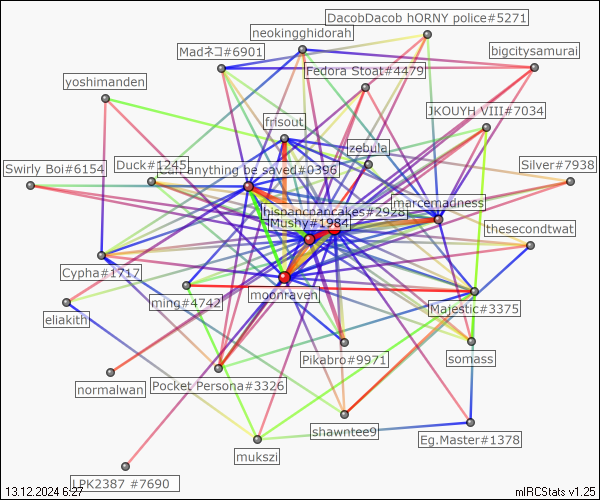 DacobDacob hORNY police#5271
neokingghidorah
Madネコ#6901
bigcitysamurai
Fedora Stoat#4479
yoshimanden
JKOUYH VIII#7034
frisout
zebula
Swirly Boi#6154
Duck#1245
anything be saved#0396
Silver#7938
marcemadness
hispanicpancakes#2928
Mushy#1984
thesecondtwat
Cypha#1717
moonraven
ming#4742
Majestic#3375
eliakith
Pikabro#9971
somass
normalwan
Pocket Persona#3326
shawntee9
Eg.Master#1378
mukszi
LPK2387 #7690
13.12.2024 6:27
mIRCStats v1.25